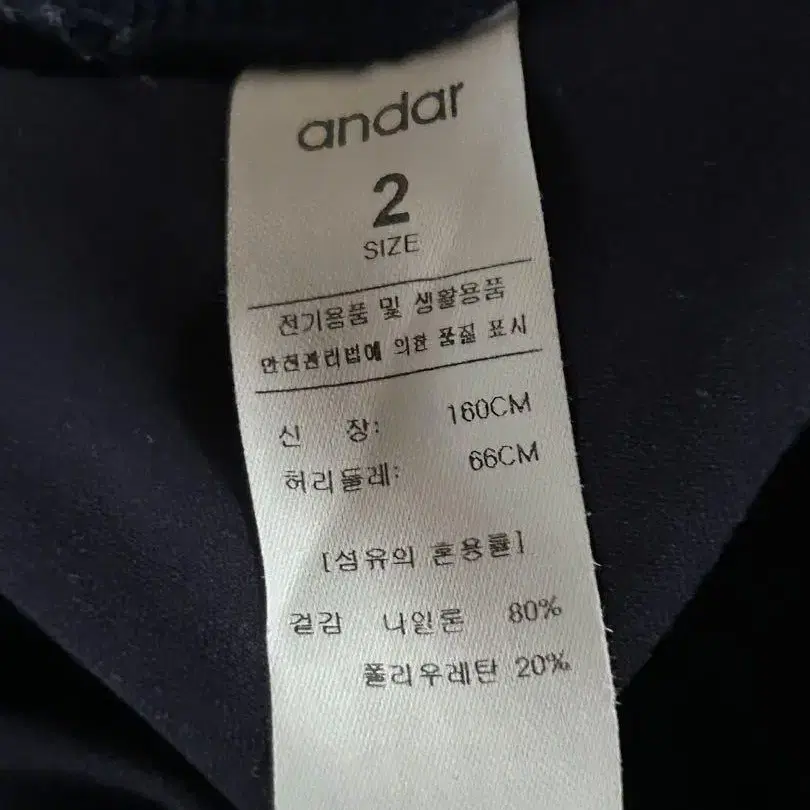 andar
2
SIZE
전기용품 및 생활용품
안전관리법에 의한 품질 표시
신 장: 160CM
허리둘레: 66CM
[섬유의 혼용률]
겉감 나일론 80%
폴리우레탄 20%